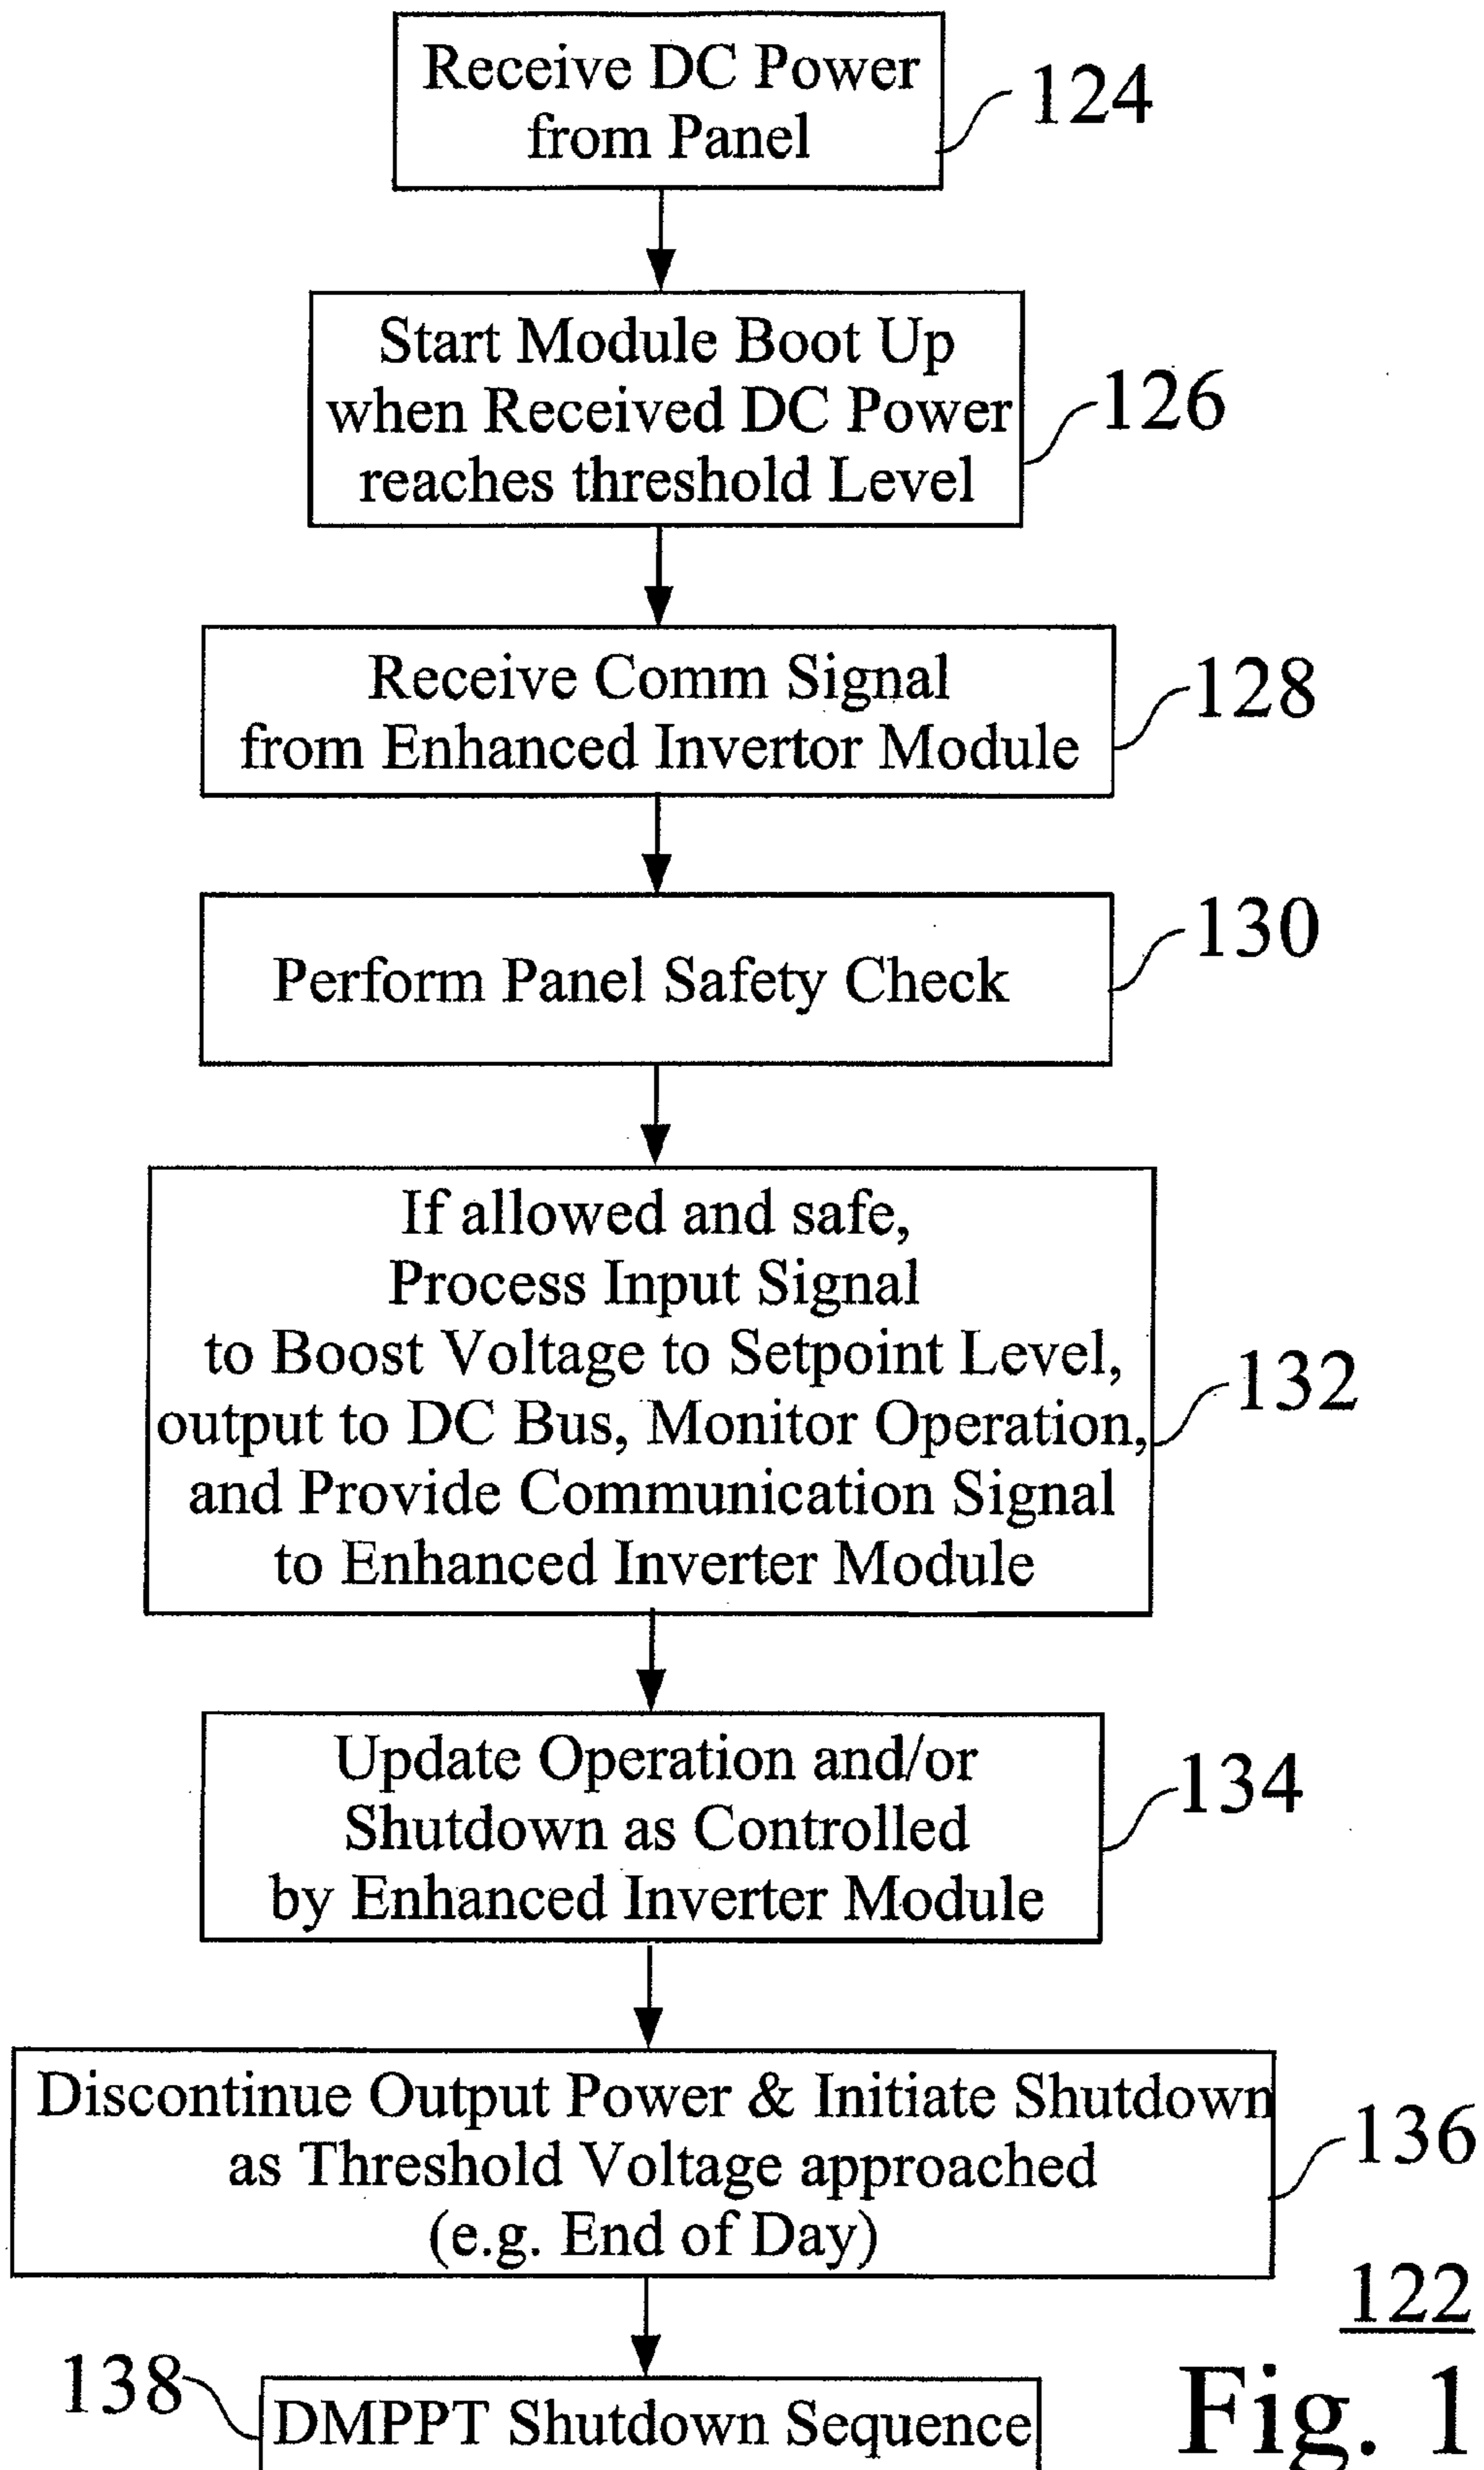 Receive DC Power
from Panel
124
Start Module Boot Up
when Received DC Power
reaches threshold Level
126
Receive Comm Signal
from Enhanced Invertor Module
128
Perform Panel Safety Check
130
If allowed and safe,
Process Input Signal
to Boost Voltage to Setpoint Level,
output to DC Bus, Monitor Operation,
and Provide Communication Signal
to Enhanced Inverter Module
132
Update Operation and/or
Shutdown as Controlled
by Enhanced Inverter Module
134
Discontinue Output Power & Initiate Shutdown
as Threshold Voltage approached
(e.g. End of Day)
136
122
138
DMPPT Shutdown Sequence
Fig. 1